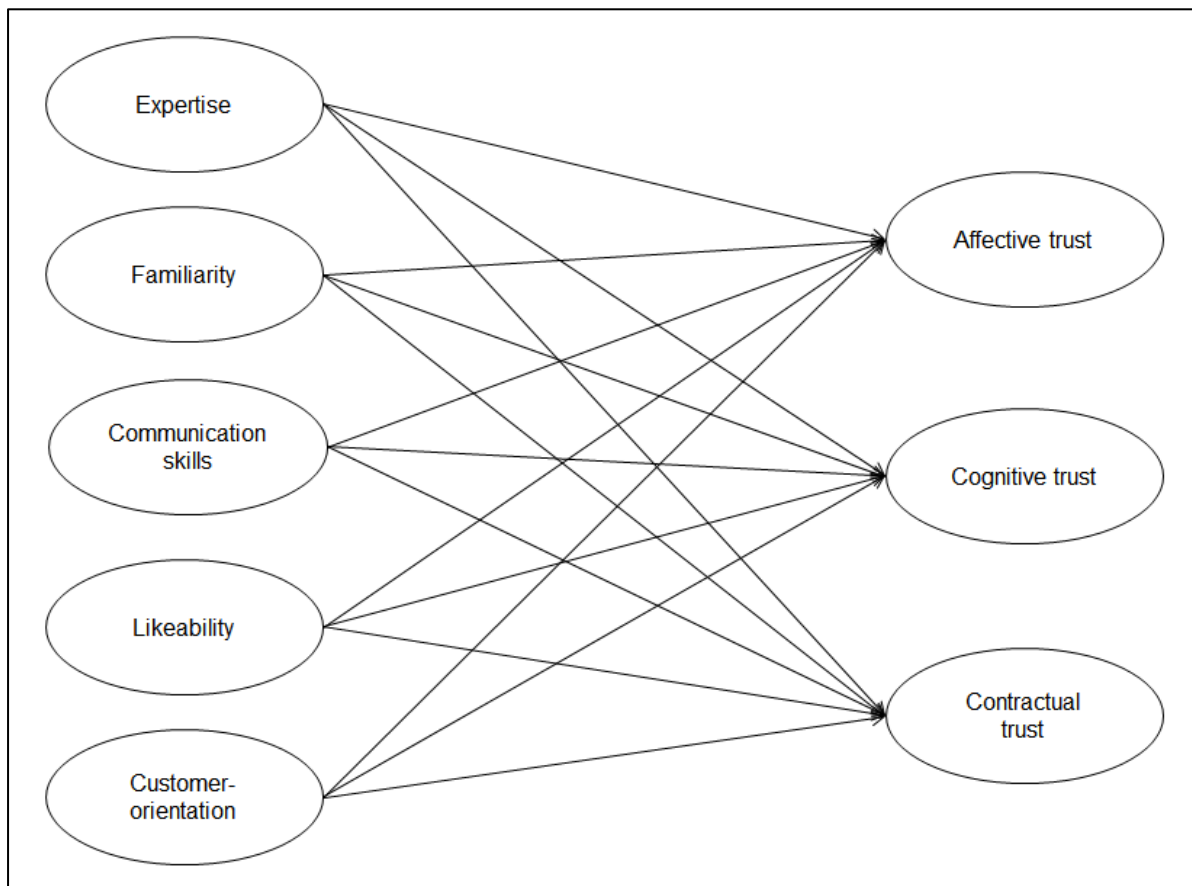 Expertise
Familiarity
Communication
skills
Likeability
Customer-
orientation
Affective trust
Cognitive trust
Contractual
trust